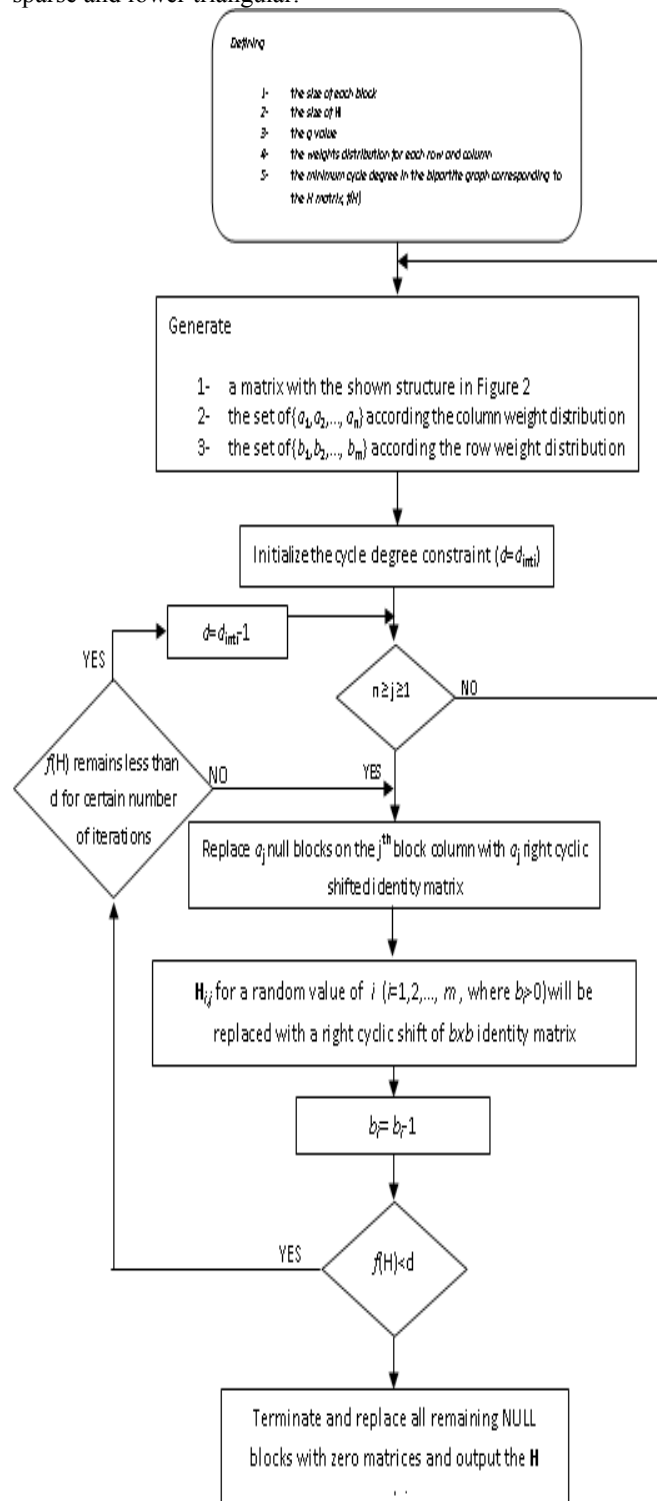 sparse and lower triangular.
Defining
1- the size of each block
2- the size of H
3- the q value
4- the weights distribution for each row and column
5- the minimum cycle degree in the bipartite graph corresponding to
the H matrix, f(H)
Generate
1- a matrix with the shown structure in Figure 2
2- the set of {a1, a2,..., an} according the column weight distribution
3- the set of {b1, b2,..., bm} according the row weight distribution
Initialize the cycle degree constraint (d=dinti)
d=dinti-1
YES
n≥j≥1
NO
f(H) remains less than
d for certain number
of iterations
NO
YES
Replace aj null blocks on the jth block column with aj right cyclic
shifted identity matrix
Hi,j for a random value of i (i=1,2,..., m , where bi>0)will be
replaced with a right cyclic shift of bxb identity matrix
bi= bi-1
YES
f(H)<d
Terminate and replace all remaining NULL
blocks with zero matrices and output the H